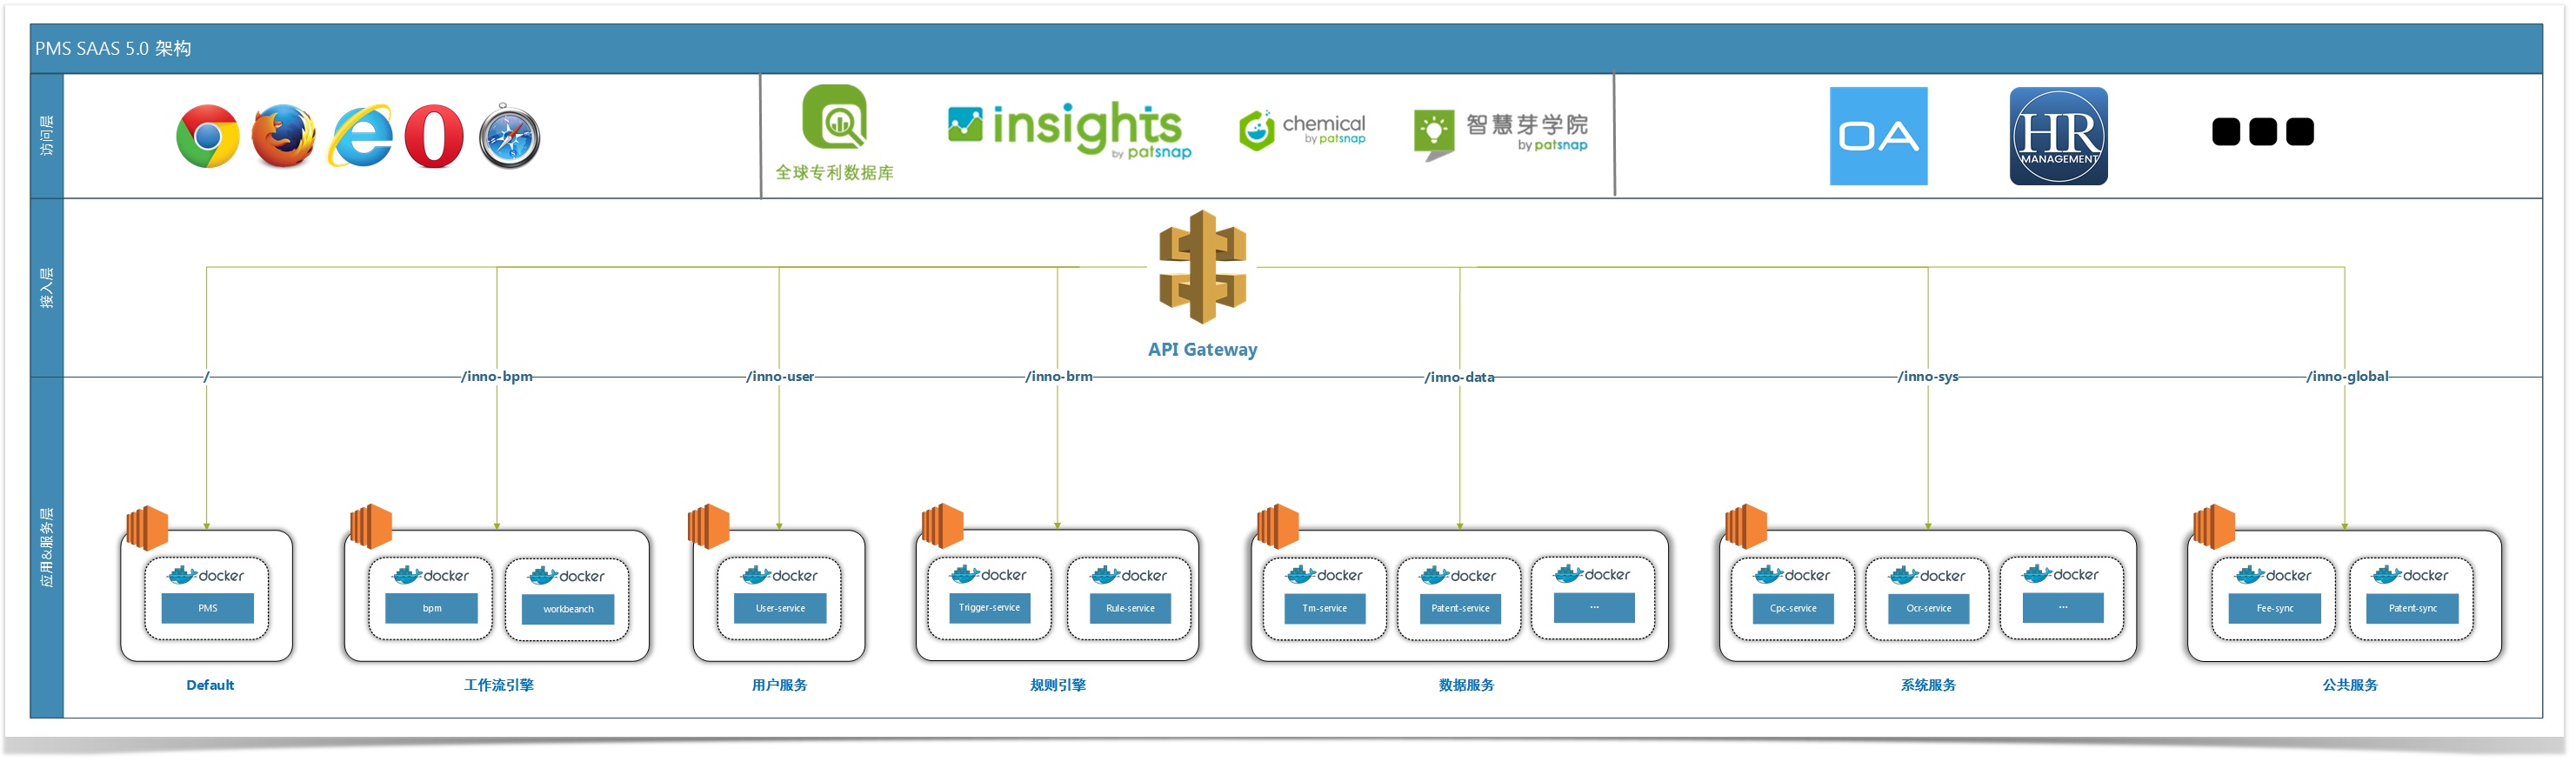 PMS SAAS 5.0 架构
访问层
全球专利数据库
insights
by patsnap
chemical
by patsnap
智慧芽学院
by patsnap
OA
HR
MANAGEMENT
接入层
API Gateway
/
/inno-bpm
/inno-user
/inno-brm
/inno-data
/inno-sys
/inno-global
应用&服务层
docker
PMS
Default
docker
bpm
docker
workbeanch
工作流引擎
docker
User-service
用户服务
docker
Trigger-service
docker
Rule-service
规则引擎
docker
Tm-service
docker
Patent-service
docker
...
数据服务
docker
Cpc-service
docker
Ocr-service
docker
...
系统服务
docker
Fee-sync
docker
Patent-sync
公共服务